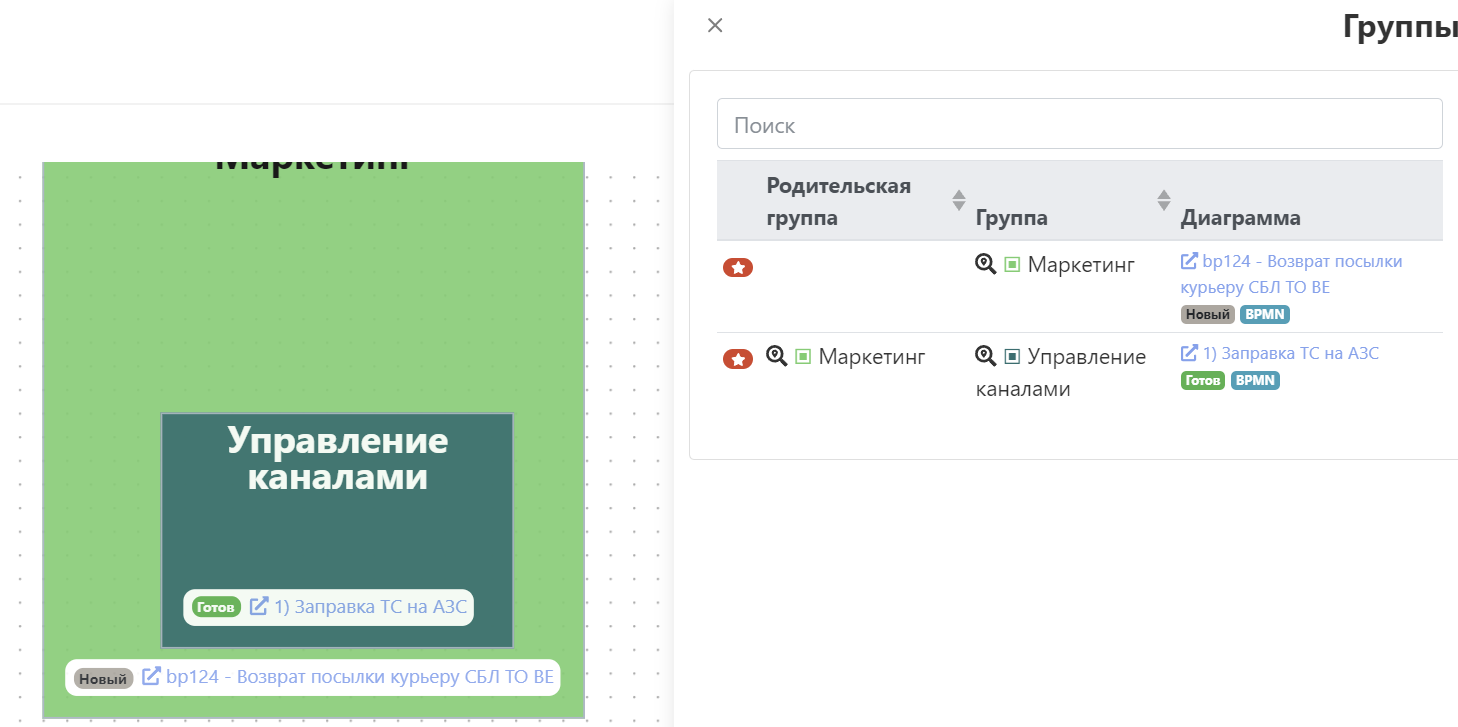 Маркетинг
Управление
каналами
Готов 1) Заправка ТС на АЗС
Новый bp124 - Возврат посылки курьеру СБЛ ТО ВЕ
Группы
Поиск
Родительская
группа
Группа
Диаграмма
Маркетинг
bp124 - Возврат посылки
курьеру СБЛ ТО ВЕ
Новый BPMN
Маркетинг
Управление
каналами
1) Заправка ТС на АЗС
Готов BPMN